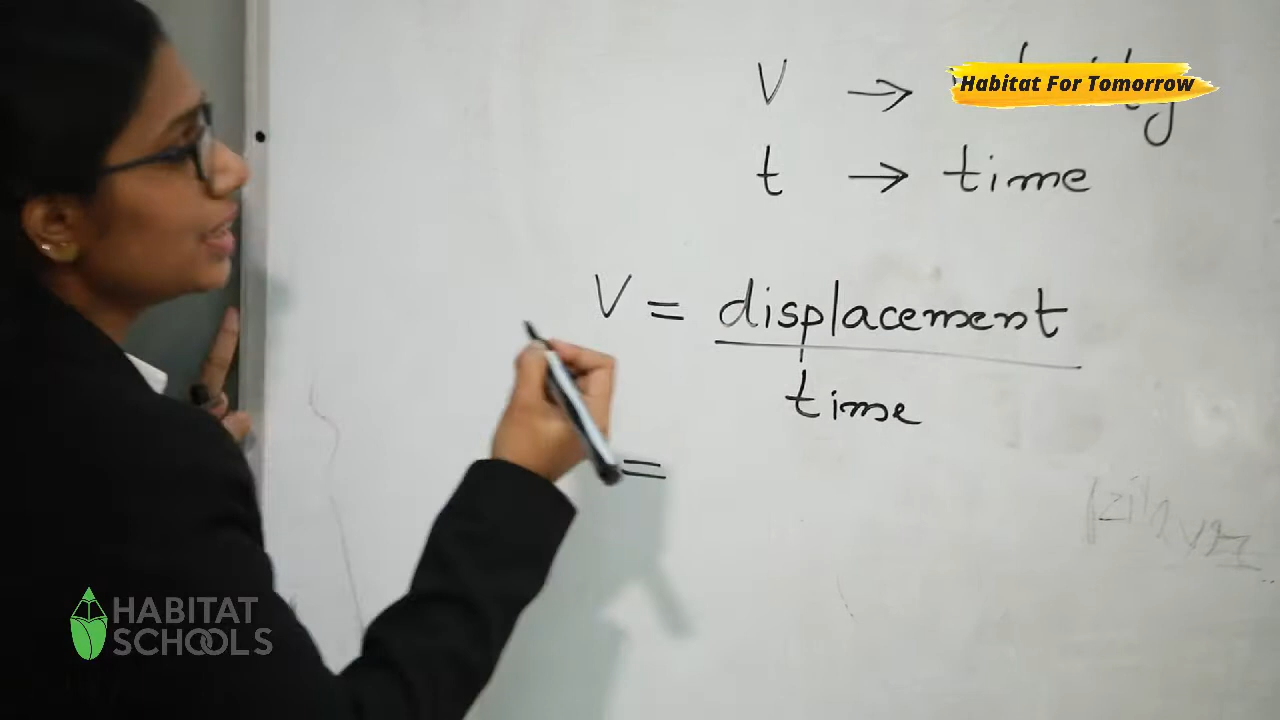 Habitat For Tomorrow
V →
t → time
V = displacement
time
=
HABITAT
SCHOOLS